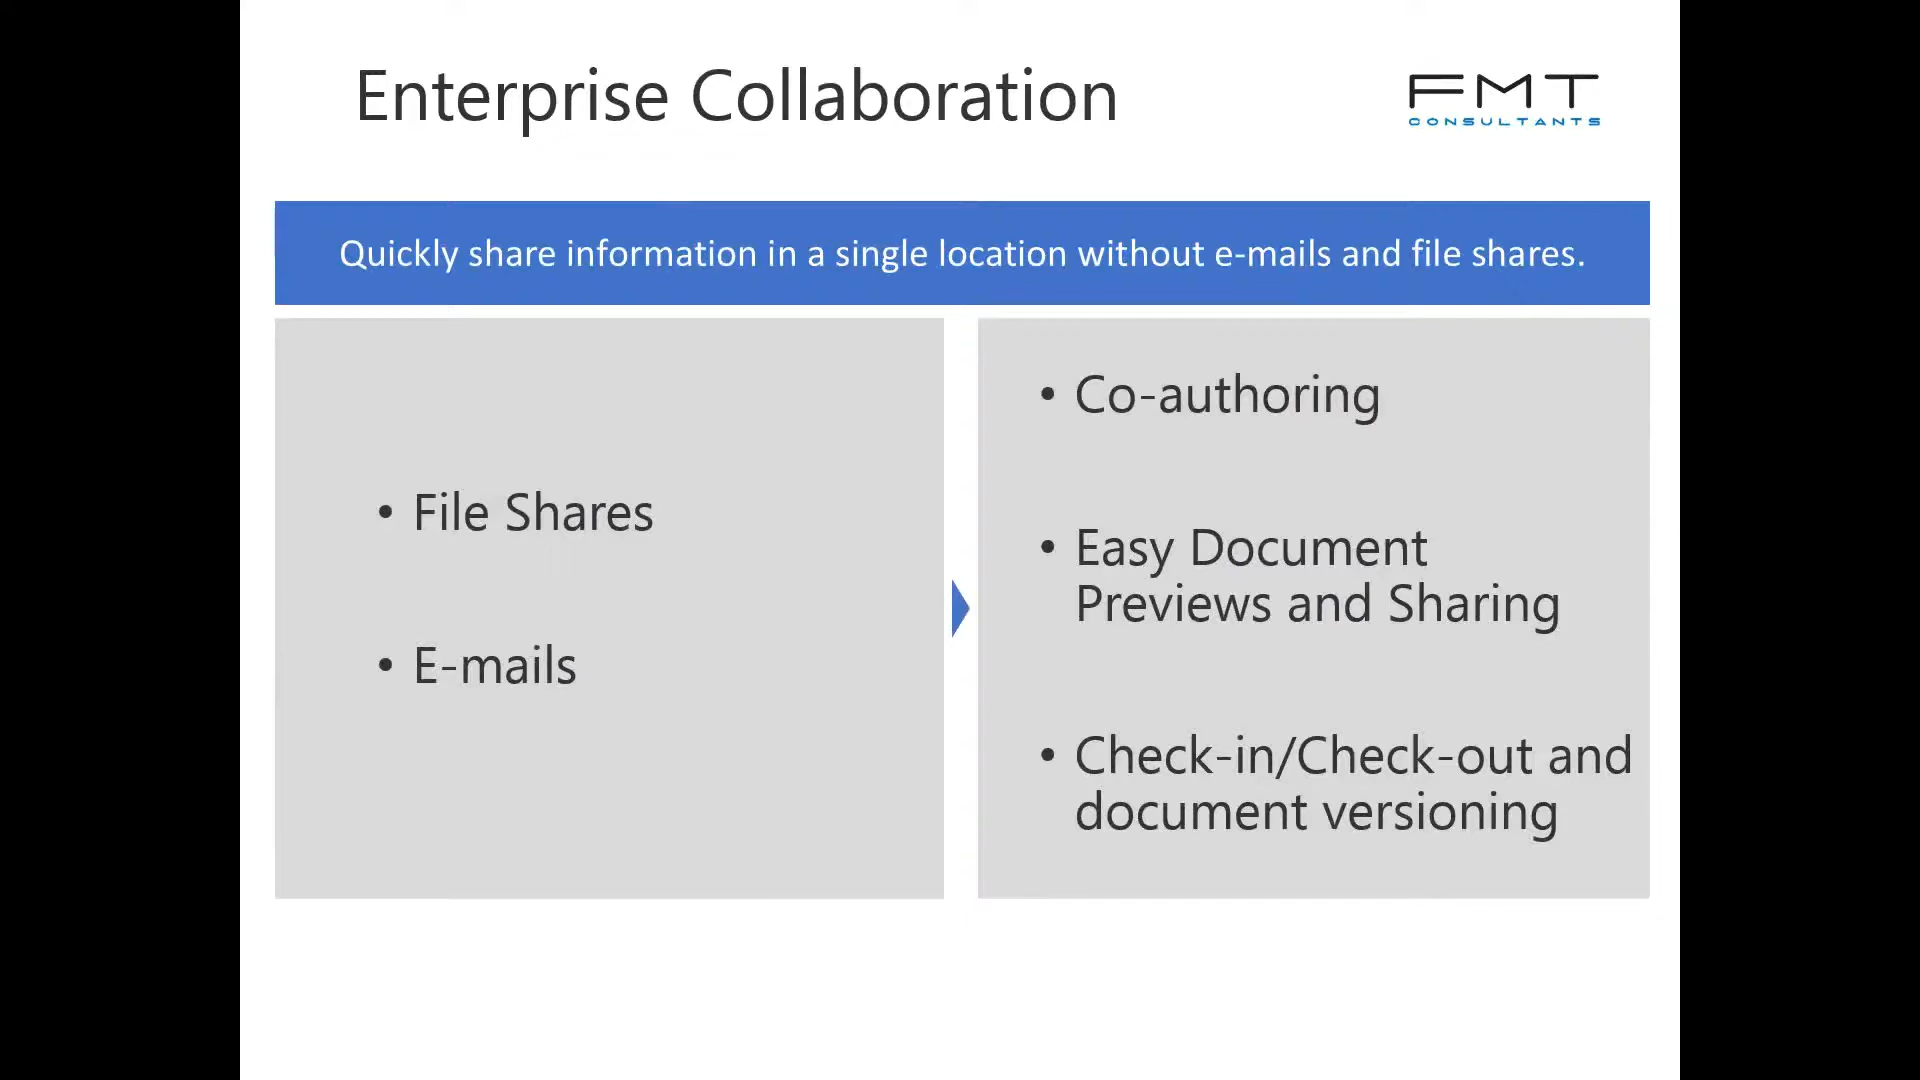 Enterprise Collaboration
FMT
CONSULTANTS
Quickly share information in a single location without e-mails and file shares.
• File Shares
• E-mails
• Co-authoring
• Easy Document
Previews and Sharing
• Check-in/Check-out and
document versioning